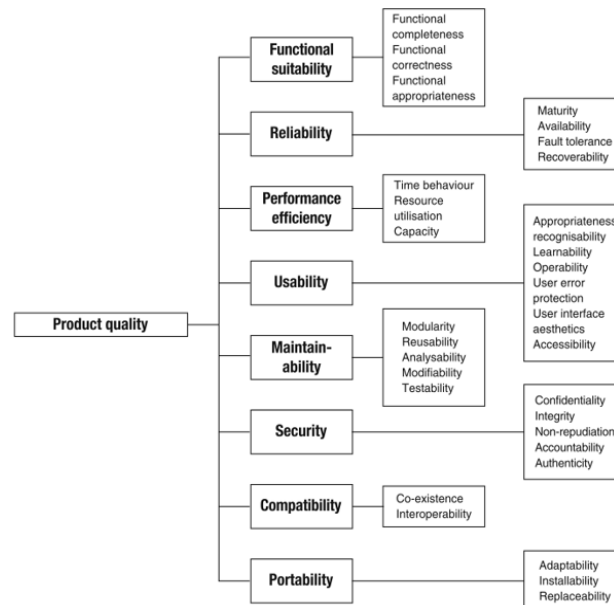 Functional
completeness
Functional
correctness
Functional
appropriateness
Functional
suitability
Maturity
Availability
Fault tolerance
Recoverability
Reliability
Time behaviour
Resource
utilisation
Capacity
Performance
efficiency
Appropriateness
recognisability
Learnability
Operability
User error
protection
User interface
aesthetics
Accessibility
Usability
Product quality
Modularity
Reusability
Analysability
Modifiability
Testability
Maintain-
ability
Confidentiality
Integrity
Non-repudiation
Accountability
Authenticity
Security
Co-existence
Interoperability
Compatibility
Adaptability
Installability
Replaceability
Portability